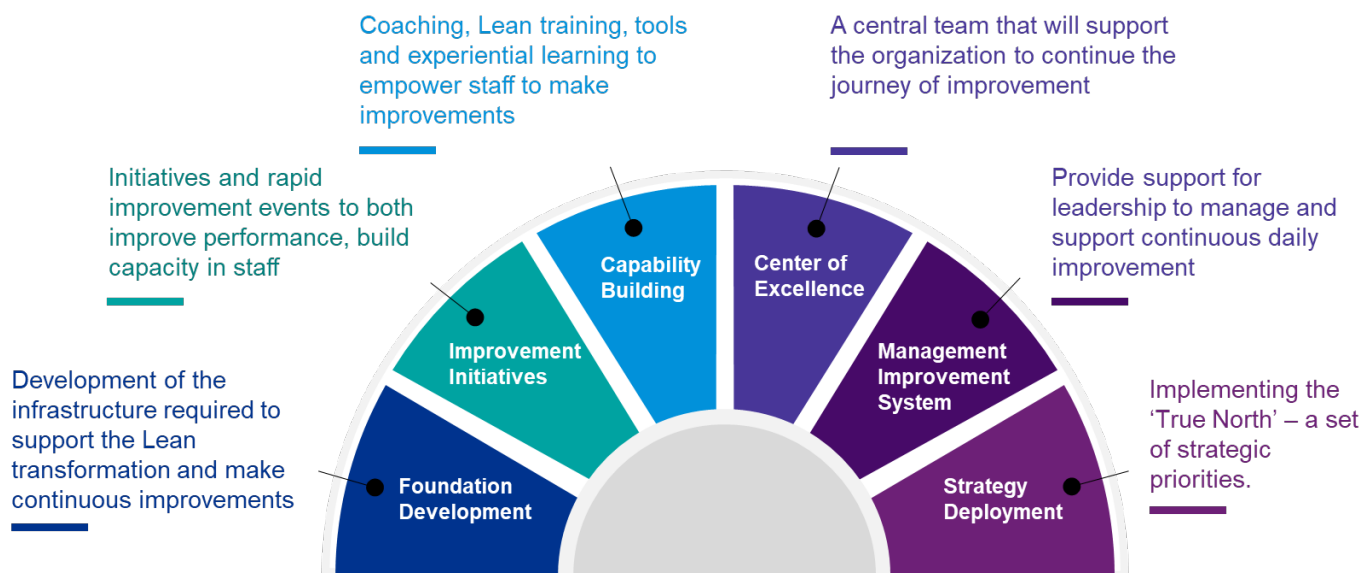 Coaching, Lean training, tools
and experiential learning to
empower staff to make
improvements
A central team that will support
the organization to continue the
journey of improvement
Initiatives and rapid
improvement events to both
improve performance, build
capacity in staff
Provide support for
leadership to manage and
support continuous daily
improvement
Development of the
infrastructure required to
support the Lean
transformation and make
continuous improvements
Implementing the
‘True North’ – a set
of strategic
priorities.
Foundation
Development
Improvement
Initiatives
Capability
Building
Center of
Excellence
Management
Improvement
System
Strategy
Deployment